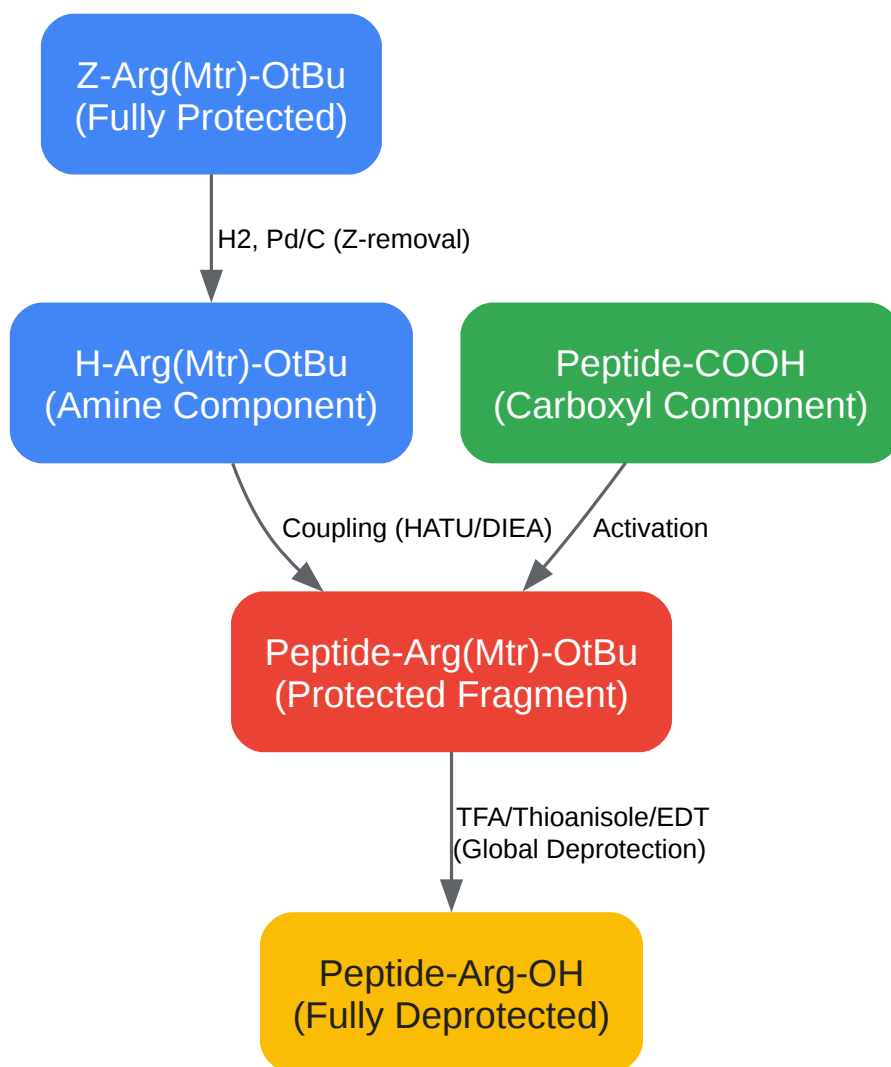 Z-Arg(Mtr)-OtBu
(Fully Protected)
H2, Pd/C (Z-removal)
H-Arg(Mtr)-OtBu
(Amine Component)
Peptide-COOH
(Carboxyl Component)
Coupling (HATU/DIEA)
Activation
Peptide-Arg(Mtr)-OtBu
(Protected Fragment)
TFA/Thioanisole/EDT
(Global Deprotection)
Peptide-Arg-OH
(Fully Deprotected)